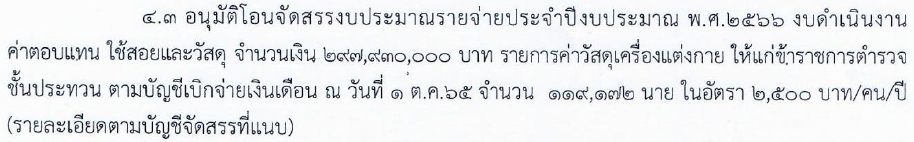 ๔.๓ อนุมัติโอนจัดสรรงบประมาณรายจ่ายประจำปีงบประมาณ พ.ศ.๒๕๖๖ งบดำเนินงาน
ค่าตอบแทน ใช้สอยและวัสดุ จำนวนเงิน ๒๙๗,๙๓๐,๐๐๐ บาท รายการค่าวัสดุเครื่องแต่งกาย ให้แก่ข้าราชการตำรวจ
ชั้นประทวน ตามบัญชีเบิกจ่ายเงินเดือน ณ วันที่ ๑ ต.ค.๖๕ จำนวน ๑๑๙,๑๗๒ นาย ในอัตรา ๒,๕๐๐ บาท/คน/ปี
(รายละเอียดตามบัญชีจัดสรรที่แนบ)